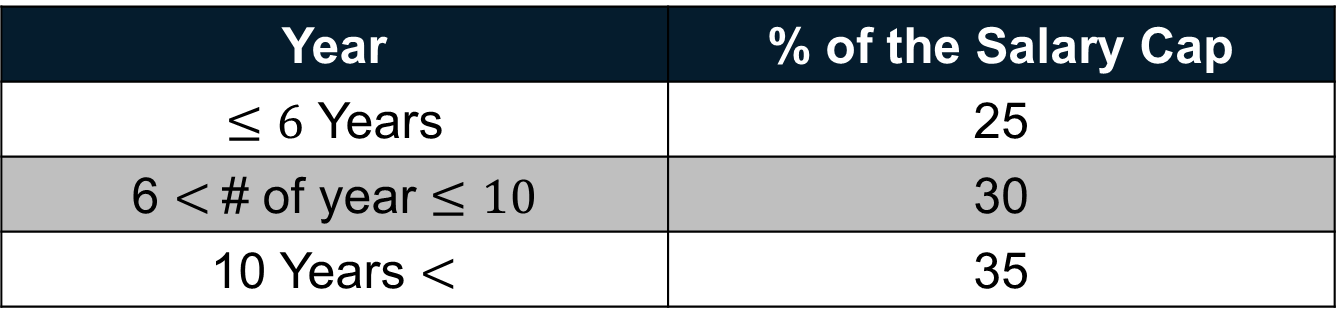 Year % of the Salary Cap
≤ 6 Years 25
6 < # of year ≤ 10 30
10 Years < 35